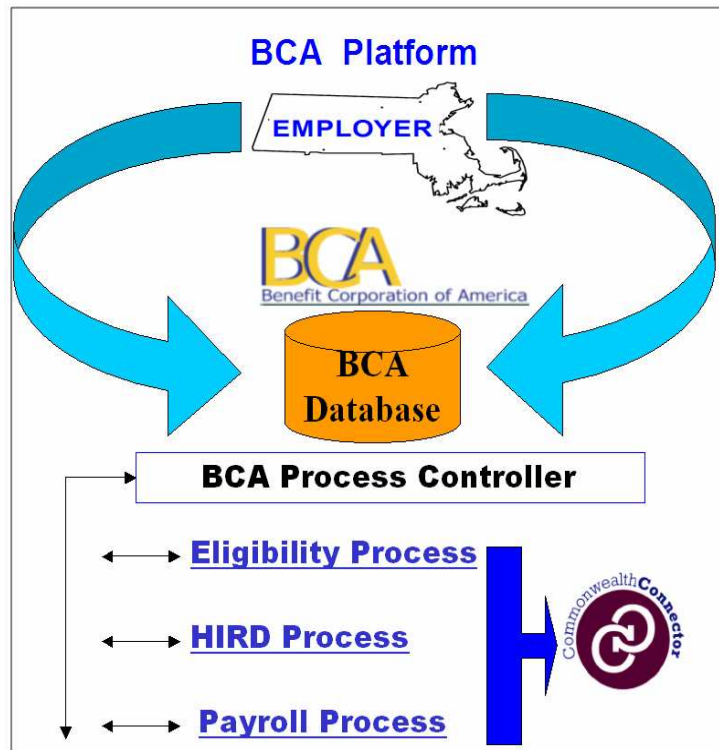 BCA Platform
EMPLOYER
BCA
Benefit Corporation of America
BCA
Database
BCA Process Controller
Eligibility Process
HIRD Process
Payroll Process
CommonwealthConnector